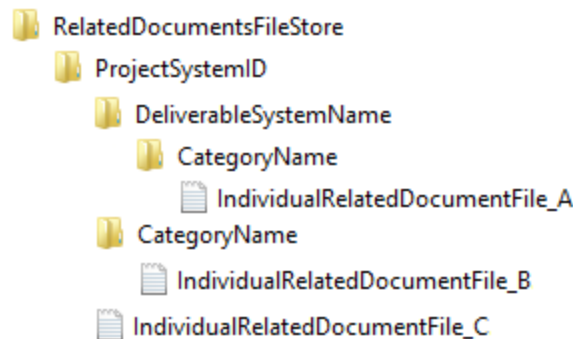 RelatedDocumentsFileStore
ProjectSystemID
DeliverableSystemName
CategoryName
IndividualRelatedDocumentFile_A
CategoryName
IndividualRelatedDocumentFile_B
IndividualRelatedDocumentFile_C